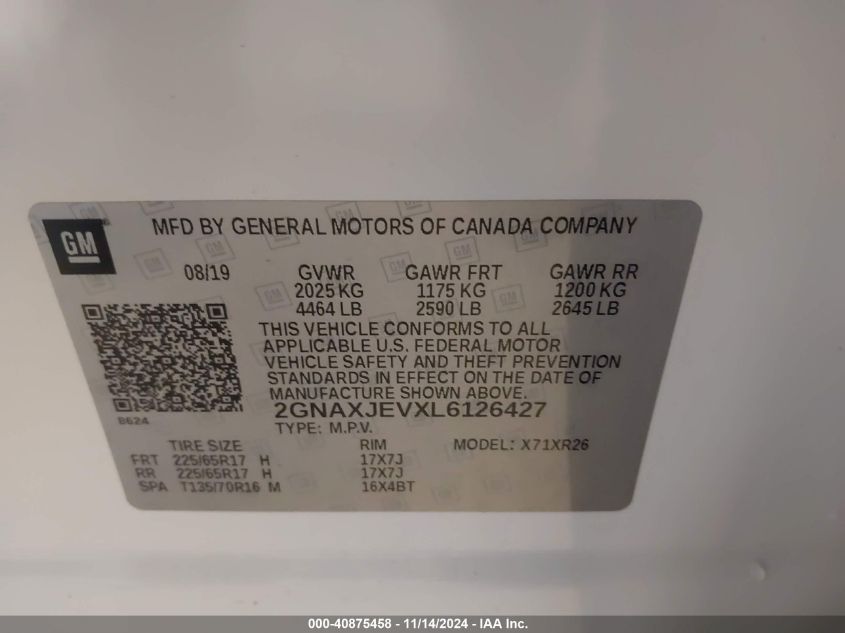 GM
MFD BY GENERAL MOTORS OF CANADA COMPANY
08/19 GVWR GAWR FRT GAWR RR
2025 KG 1175 KG 1200 KG
4464 LB 2590 LB 2645 LB
THIS VEHICLE CONFORMS TO ALL
APPLICABLE U.S. FEDERAL MOTOR
VEHICLE SAFETY AND THEFT PREVENTION
STANDARDS IN EFFECT ON THE DATE OF
MANUFACTURE SHOWN ABOVE.
8624
2GNAXJEVXL6126427
TYPE: M.P.V.
TIRE SIZE RIM MODEL: X71XR26
FRT 225/65R17 H 17X7J
RR 225/65R17 H 17X7J
SPA T135/70R16 M 16X4BT
000-40875458 - 11/14/2024 - IAA Inc.